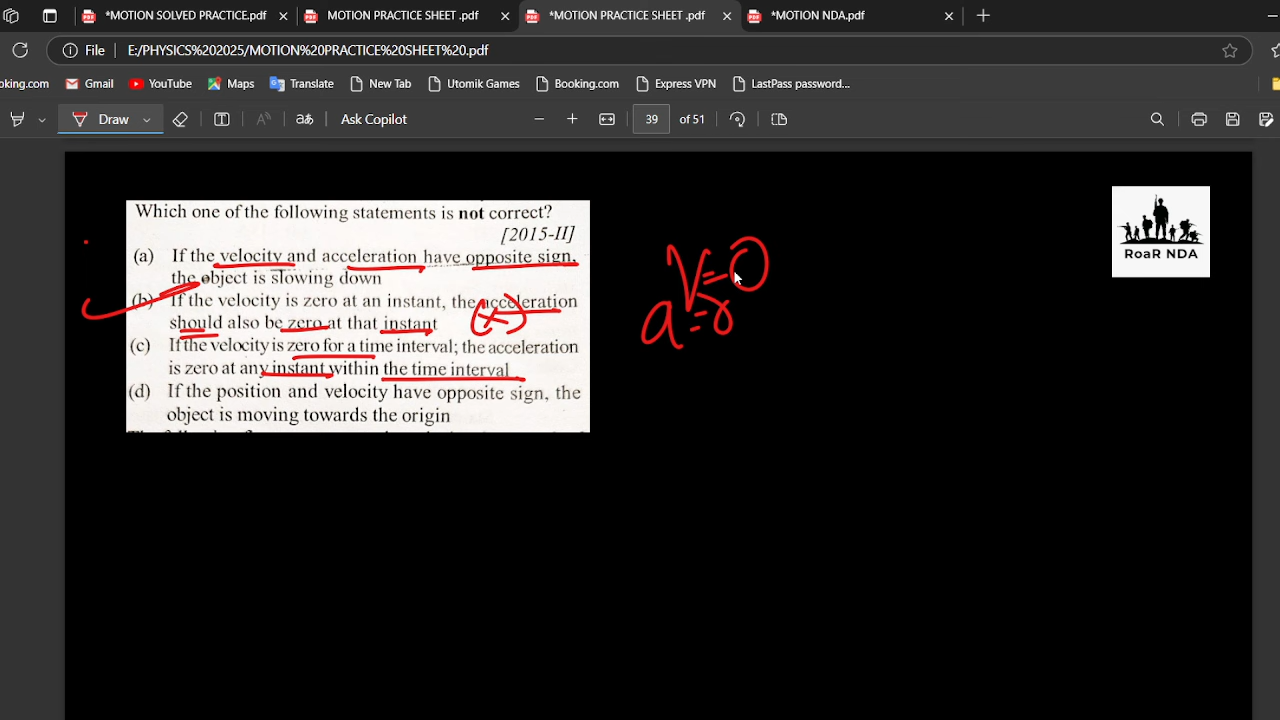 *MOTION SOLVED PRACTICE.pdf
MOTION PRACTICE SHEET .pdf
*MOTION PRACTICE SHEET .pdf
*MOTION NDA.pdf
File
E:/PHYSICS%202025/MOTION%20PRACTICE%20SHEET%20.pdf
oking.com
Gmail
YouTube
Maps
Translate
New Tab
Utomik Games
Booking.com
Express VPN
LastPass password...
Draw
Ask Copilot
39
of 51
Which one of the following statements is not correct?
[2015-II]
(a) If the velocity and acceleration have opposite sign,
the object is slowing down
(b) If the velocity is zero at an instant, the acceleration
should also be zero at that instant
(c) If the velocity is zero for a time interval; the acceleration
is zero at any instant within the time interval
(d) If the position and velocity have opposite sign, the
object is moving towards the origin
V=0
RoaR NDA